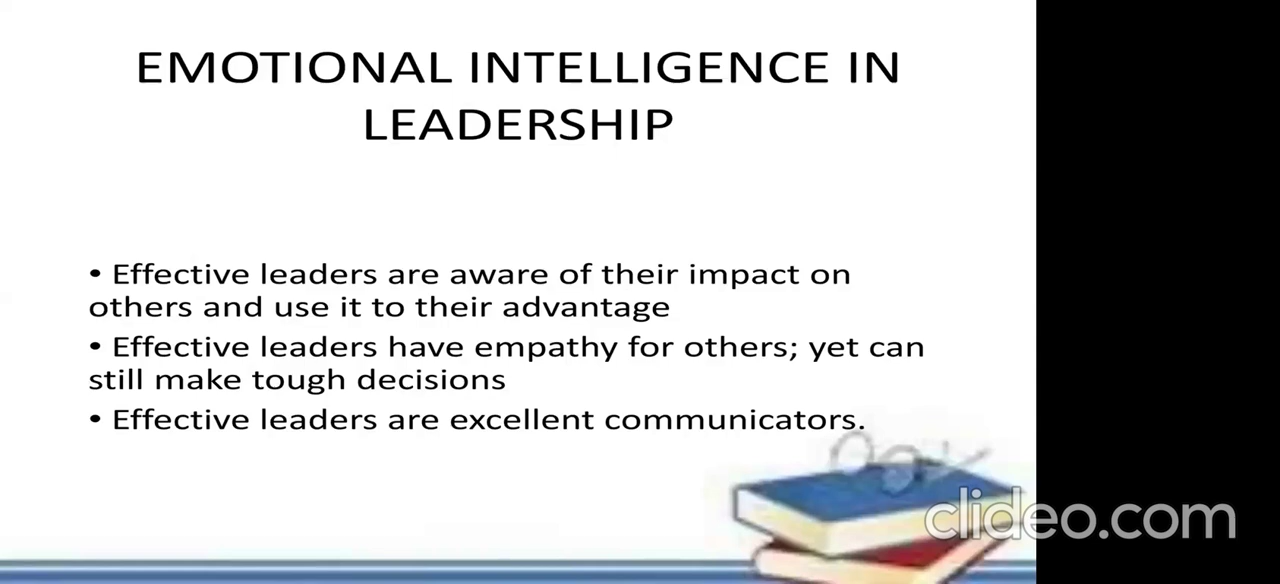 EMOTIONAL INTELLIGENCE IN
LEADERSHIP
• Effective leaders are aware of their impact on
others and use it to their advantage
• Effective leaders have empathy for others; yet can
still make tough decisions
• Effective leaders are excellent communicators.
clideo.com